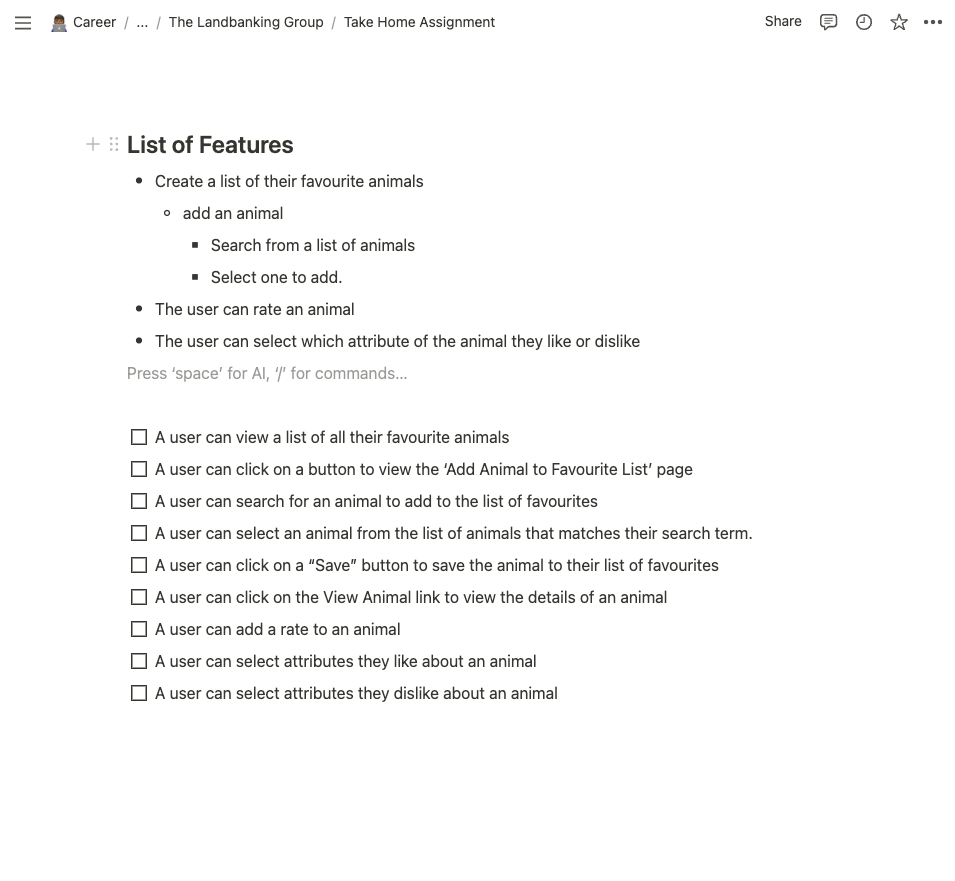 Career / ... / The Landbanking Group / Take Home Assignment Share
List of Features
Create a list of their favourite animals
add an animal
Search from a list of animals
Select one to add.
The user can rate an animal
The user can select which attribute of the animal they like or dislike
Press ‘space’ for AI, ‘/’ for commands…
A user can view a list of all their favourite animals
A user can click on a button to view the ‘Add Animal to Favourite List’ page
A user can search for an animal to add to the list of favourites
A user can select an animal from the list of animals that matches their search term.
A user can click on a “Save” button to save the animal to their list of favourites
A user can click on the View Animal link to view the details of an animal
A user can add a rate to an animal
A user can select attributes they like about an animal
A user can select attributes they dislike about an animal